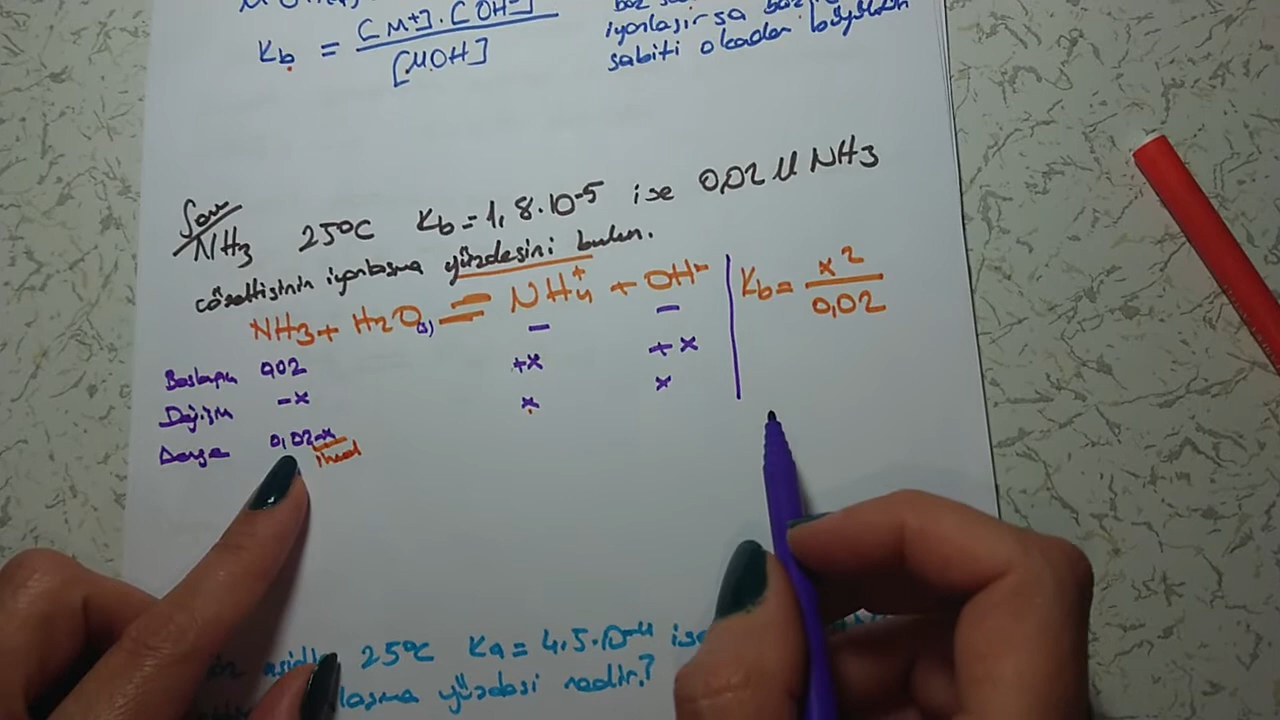 Kb = [M+].[OH-] / [MOH]
iyonlaşırsa baz
sabiti o kadar büyüktür
Soru
NH3 25°C Kb=1,8.10-5 ise 0,02 M NH3
çözeltisinin iyonlaşma yüzdesini bulun.
NH3 + H2O(s) ⇌ NH4+ + OH-
Başlangıç 0,02 - -
Değişim -x +x +x
Denge 0,02-x x x
ihmal
Kb= x2 / 0,02
25°C Ka = 4,5.10-4 ise
yüzdesi nedir?